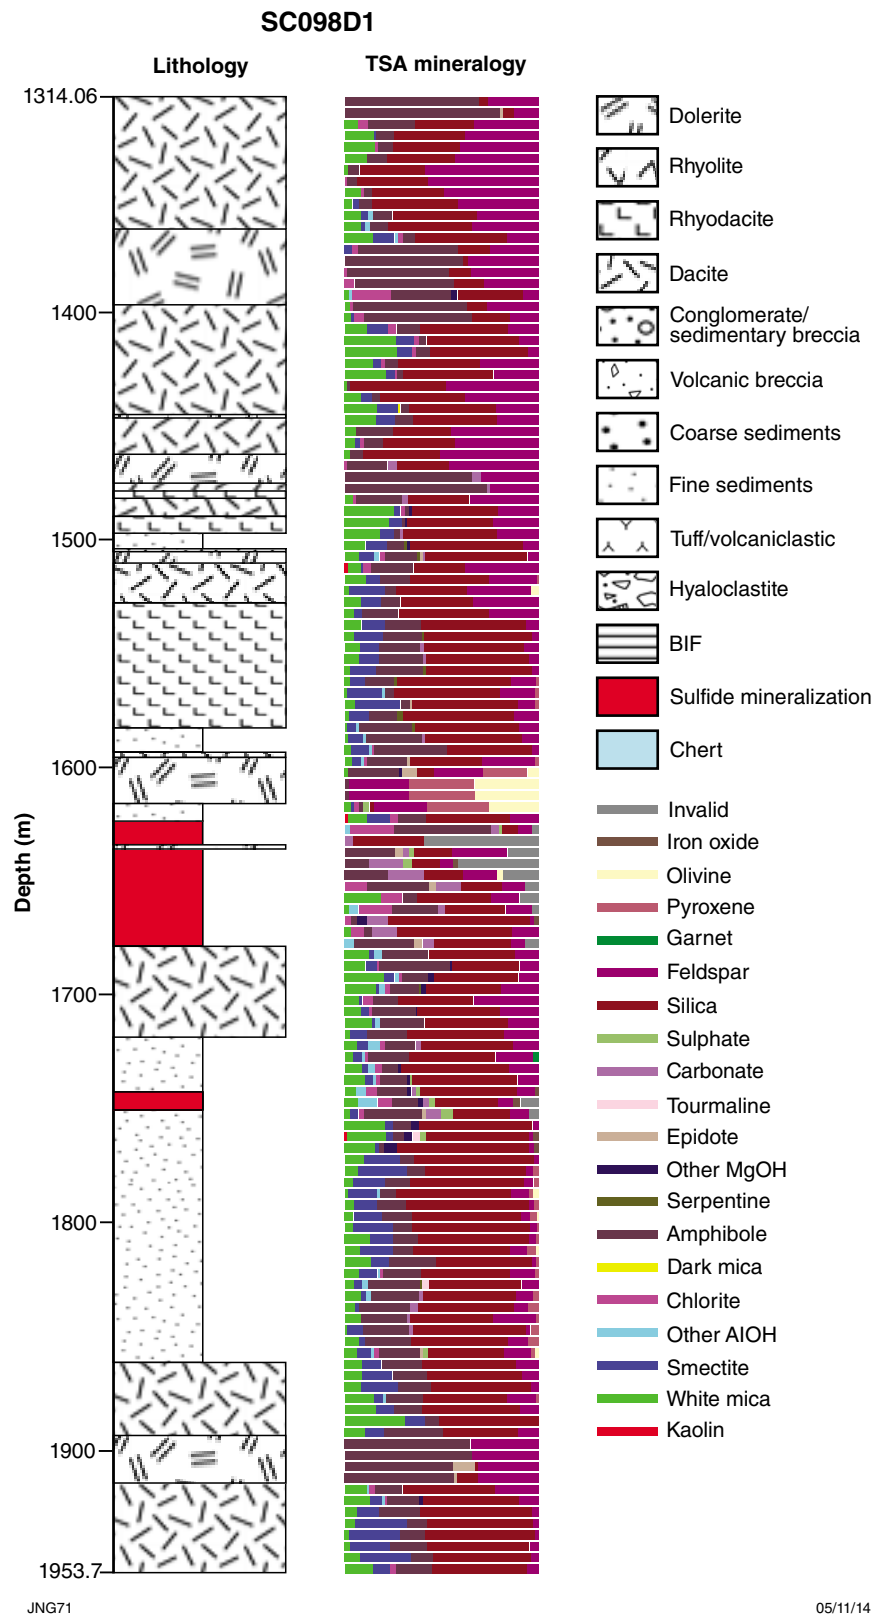 SC098D1
Lithology
TSA mineralogy
1314.06
1400
1500
1600
1700
1800
1900
1953.7
Depth (m)
Dolerite
Rhyolite
Rhyodacite
Dacite
Conglomerate/
sedimentary breccia
Volcanic breccia
Coarse sediments
Fine sediments
Tuff/volcaniclastic
Hyaloclastite
BIF
Sulfide mineralization
Chert
Invalid
Iron oxide
Olivine
Pyroxene
Garnet
Feldspar
Silica
Sulphate
Carbonate
Tourmaline
Epidote
Other MgOH
Serpentine
Amphibole
Dark mica
Chlorite
Other AlOH
Smectite
White mica
Kaolin
JNG71
05/11/14